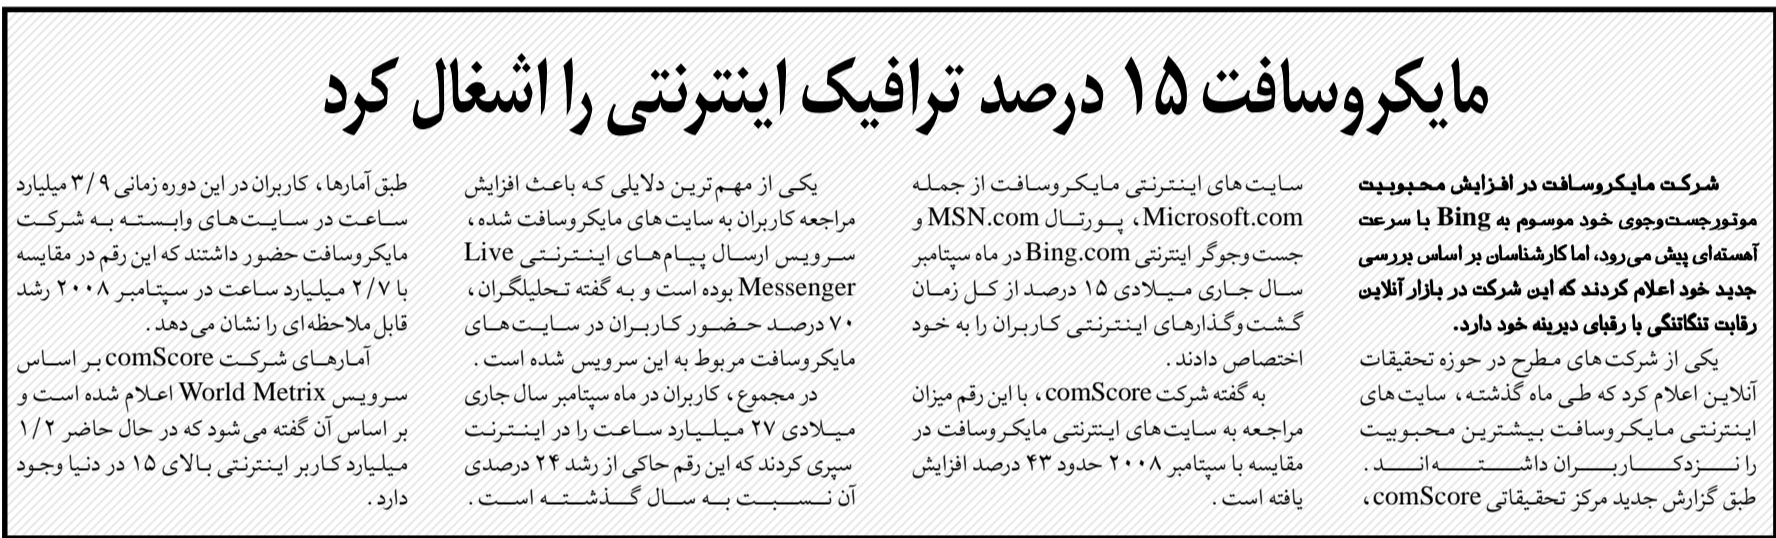 مایکروسافت ۱۵ درصد ترافیک اینترنتی را اشغال کرد
شرکت مایکروسافت در افزایش محبوبیت
موتورجست‌وجوی خود موسوم به Bing با سرعت
آهسته‌ای پیش می‌رود، اما کارشناسان بر اساس بررسی
جدید خود اعلام کردند که این شرکت در بازار آنلاین
رقابت تنگاتنگی با رقبای دیرینه خود دارد.
یکی از شرکت‌های مطرح در حوزه تحقیقات
آنلاین اعلام کرد که طی ماه گذشته، سایت‌های
اینترنتی مایکروسافت بیشترین محبوبیت
را نزد کاربران داشته‌اند.
طبق گزارش جدید مرکز تحقیقاتی comScore،
سایت‌های اینترنتی مایکروسافت از جمله
Microsoft.com، پورتال MSN.com و
جست‌وجوگر اینترنتی Bing.com در ماه سپتامبر
سال جاری میلادی ۱۵ درصد از کل زمان
گشت‌وگذارهای اینترنتی کاربران را به خود
اختصاص دادند.
به گفته شرکت comScore، با این رقم میزان
مراجعه به سایت‌های اینترنتی مایکروسافت در
مقایسه با سپتامبر ۲۰۰۸ حدود ۴۳ درصد افزایش
یافته است.
یکی از مهم‌ترین دلایلی که باعث افزایش
مراجعه کاربران به سایت‌های مایکروسافت شده،
سرویس ارسال پیام‌های اینترنتی Live
Messenger بوده است و به گفته تحلیلگران،
۷۰ درصد حضور کاربران در سایت‌های
مایکروسافت مربوط به این سرویس شده است.
در مجموع، کاربران در ماه سپتامبر سال جاری
میلادی ۲۷ میلیارد ساعت را در اینترنت
سپری کردند که این رقم حاکی از رشد ۲۴ درصدی
آن نسبت به سال گذشته است.
طبق آمارها، کاربران در این دوره زمانی ۳/۹ میلیارد
ساعت در سایت‌های وابسته به شرکت
مایکروسافت حضور داشتند که این رقم در مقایسه
با ۲/۷ میلیارد ساعت در سپتامبر ۲۰۰۸ رشد
قابل ملاحظه‌ای را نشان می‌دهد.
آمارهای شرکت comScore بر اساس
سرویس World Metrix اعلام شده است و
بر اساس آن گفته می‌شود که در حال حاضر ۱/۲
میلیارد کاربر اینترنتی بالای ۱۵ در دنیا وجود
دارد.